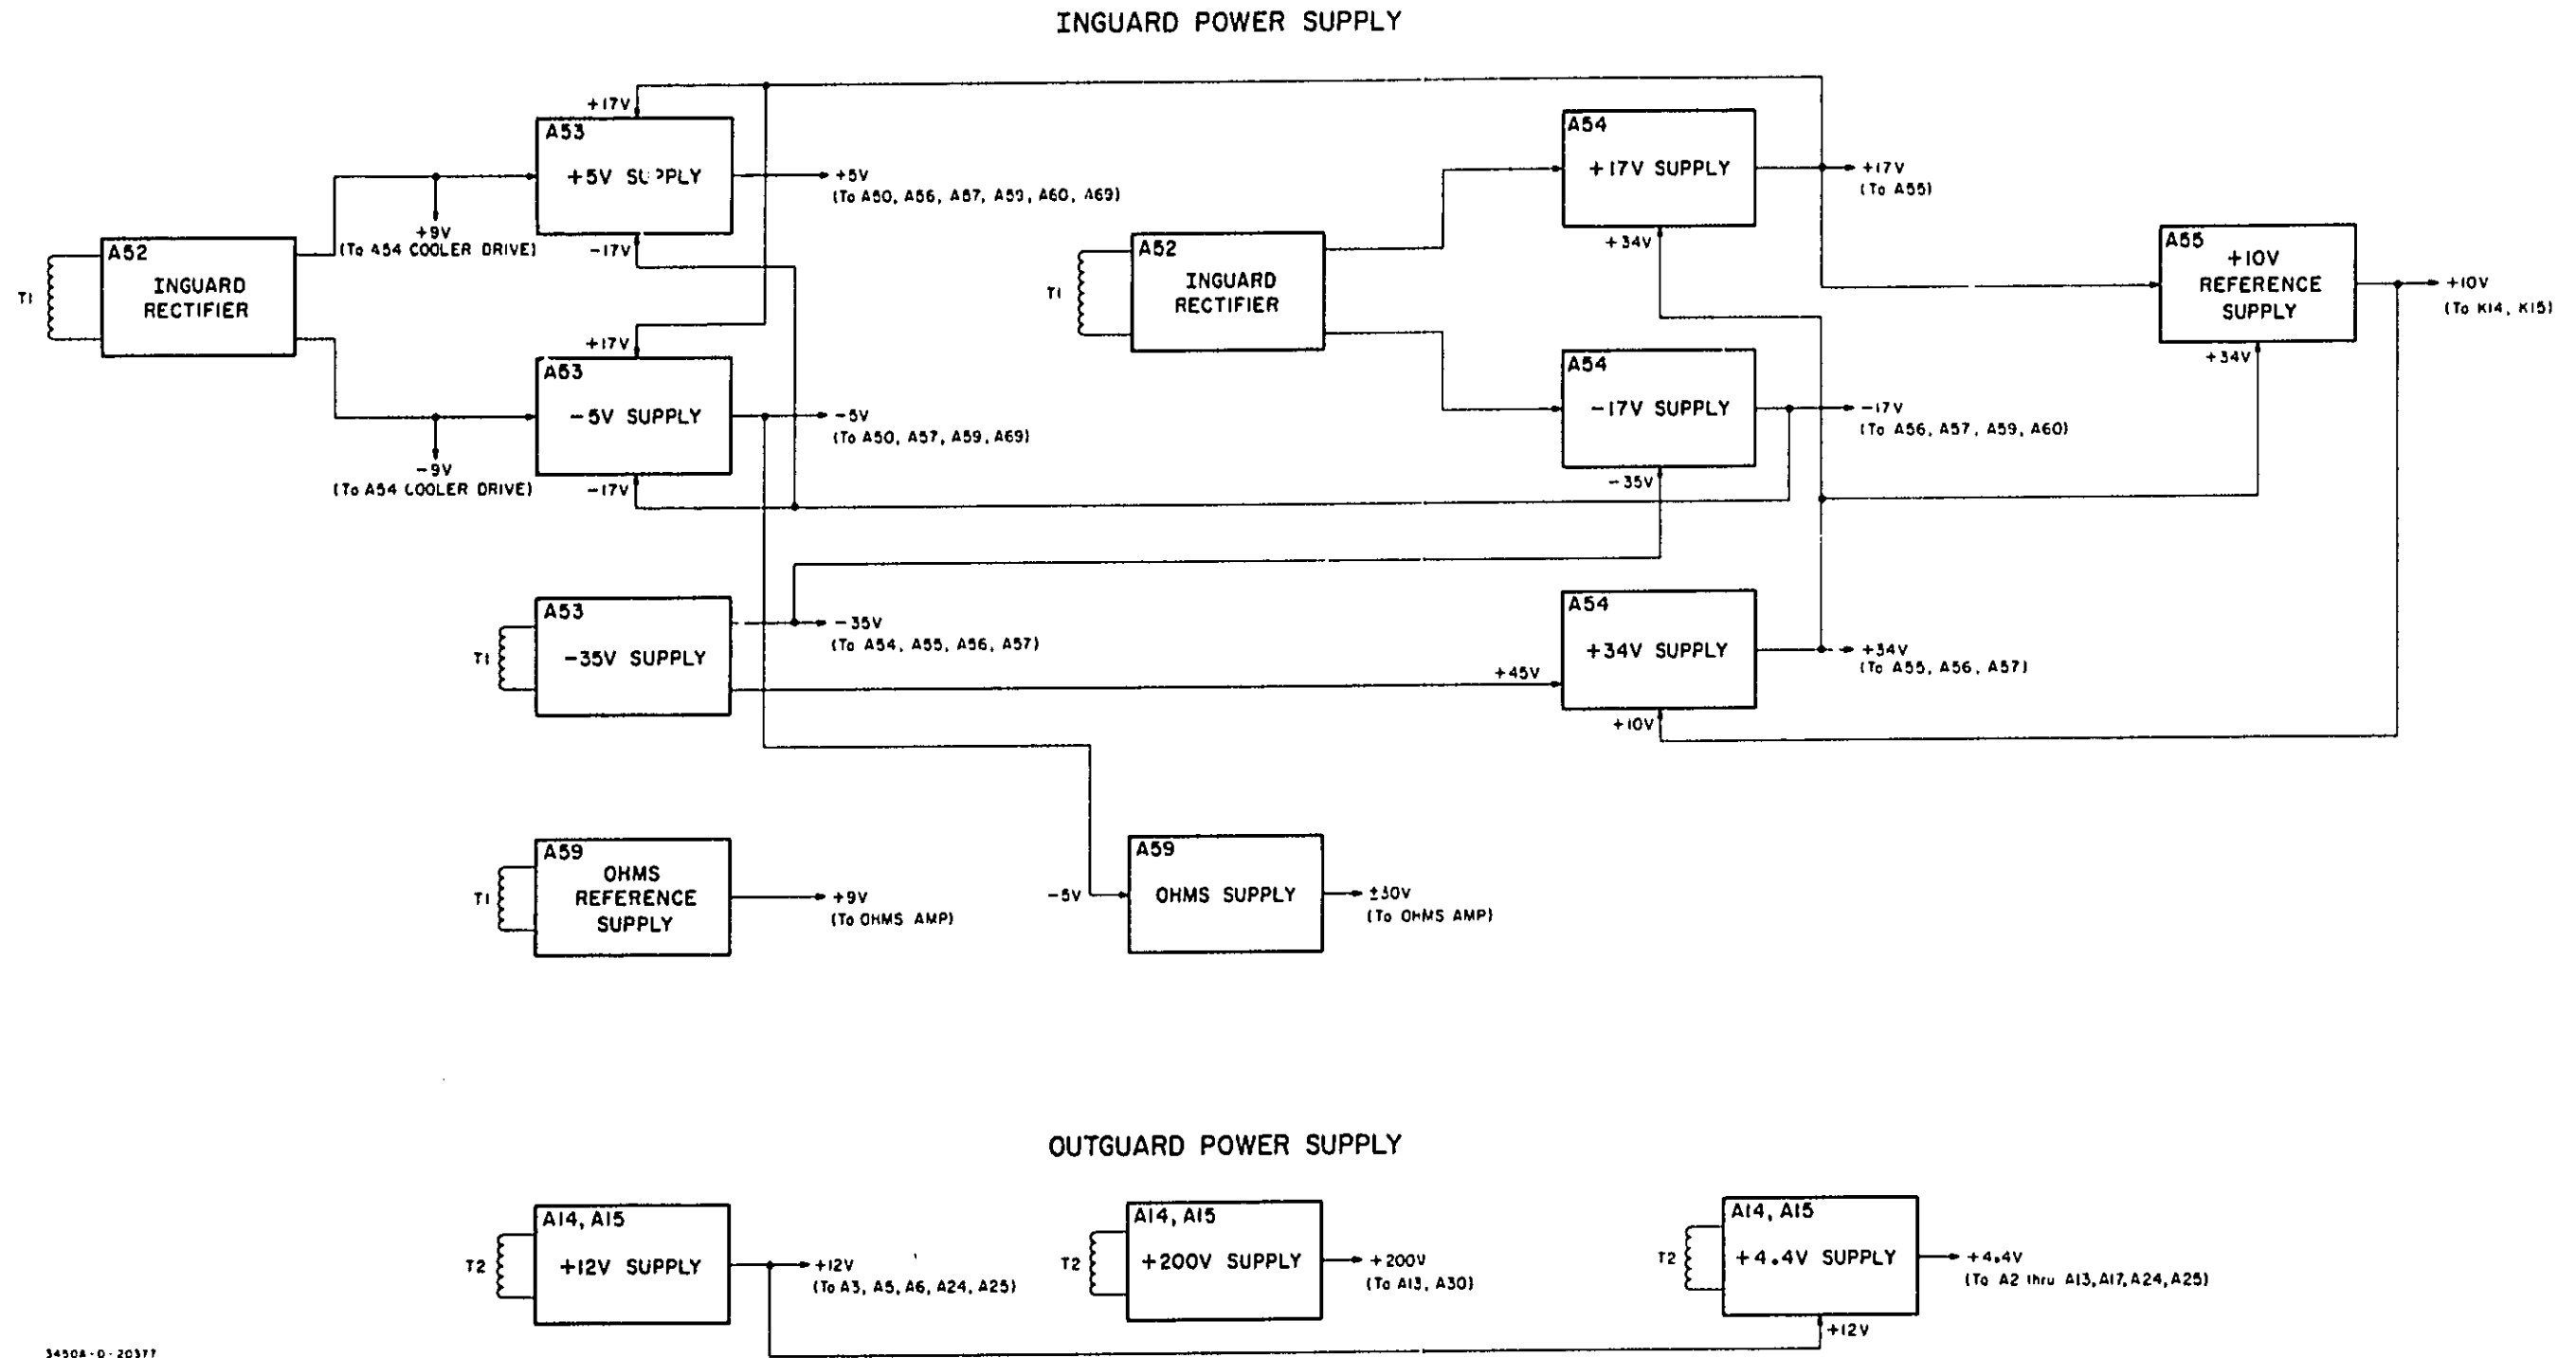 INGUARD POWER SUPPLY
+17V
A53
+5V SUPPLY
+5V
(To A50, A56, A57, A59, A60, A69)
+9V
(To A54 COOLER DRIVE)
-17V
A52
INGUARD
RECTIFIER
T1
+17V
A53
-5V SUPPLY
-5V
(To A50, A57, A59, A69)
-9V
(To A54 COOLER DRIVE)
-17V
A54
+17V SUPPLY
+17V
(To A55)
+34V
A52
INGUARD
RECTIFIER
T1
A55
+10V
REFERENCE
SUPPLY
+10V
(To K14, K15)
+34V
A54
-17V SUPPLY
-17V
(To A56, A57, A59, A60)
-35V
A53
-35V SUPPLY
T1
-35V
(To A54, A55, A56, A57)
+45V
A54
+34V SUPPLY
+34V
(To A55, A56, A57)
+10V
A59
OHMS
REFERENCE
SUPPLY
T1
+9V
(To OHMS AMP)
-5V
A59
OHMS SUPPLY
±30V
(To OHMS AMP)
OUTGUARD POWER SUPPLY
A14, A15
+12V SUPPLY
T2
+12V
(To A3, A5, A6, A24, A25)
A14, A15
+200V SUPPLY
T2
+200V
(To A13, A30)
A14, A15
+4.4V SUPPLY
T2
+4.4V
(To A2 thru A13, A17, A24, A25)
+12V
3450A-D-20377